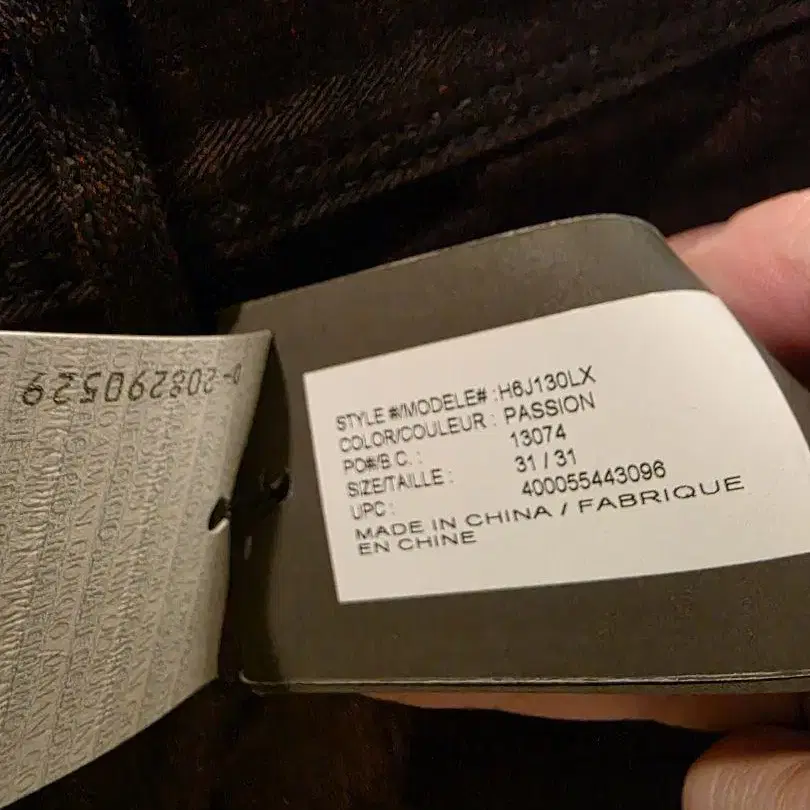 STYLE #/MODELE# : H6J130LX
COLOR/COULEUR : PASSION
PO#/B.C. : 13074
SIZE/TAILLE : 31 / 31
UPC : 400055443096
MADE IN CHINA / FABRIQUE
EN CHINE
0-208290529